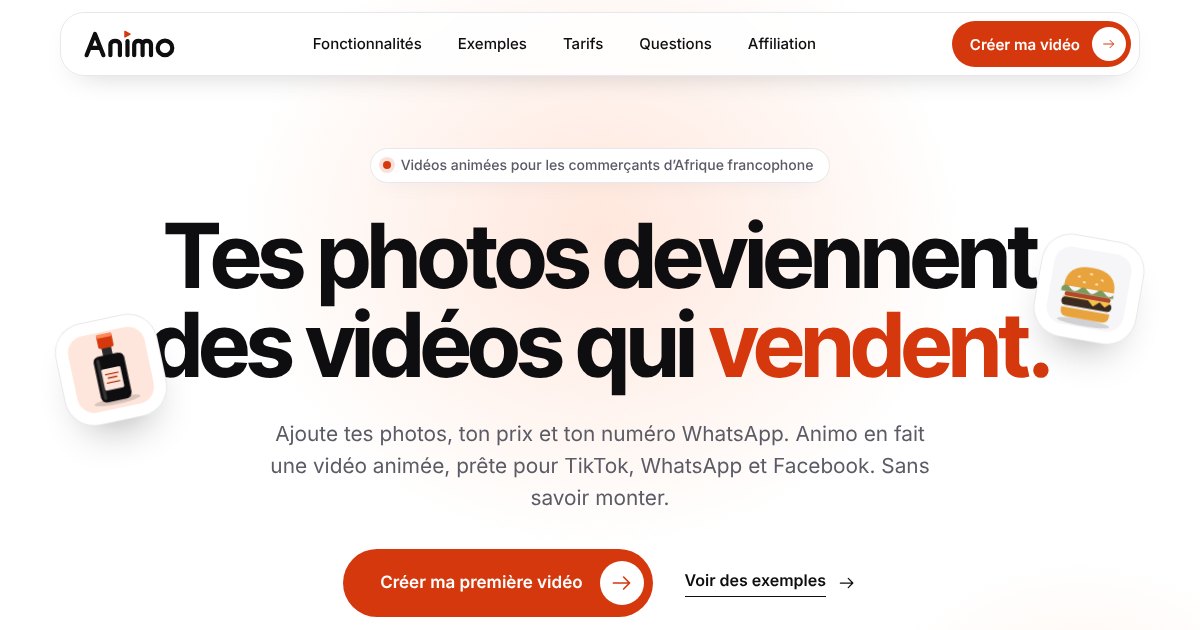 Animo
Fonctionnalités
Exemples
Tarifs
Questions
Affiliation
Créer ma vidéo
Vidéos animées pour les commerçants d’Afrique francophone
Tes photos deviennent
des vidéos qui vendent.
Ajoute tes photos, ton prix et ton numéro WhatsApp. Animo en fait
une vidéo animée, prête pour TikTok, WhatsApp et Facebook. Sans
savoir monter.
Créer ma première vidéo
Voir des exemples